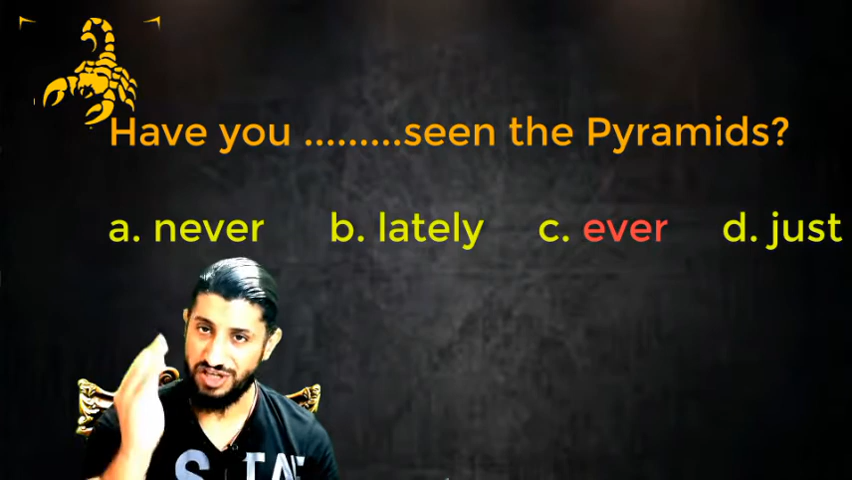 Have you .........seen the Pyramids?
a. never b. lately c. ever d. just